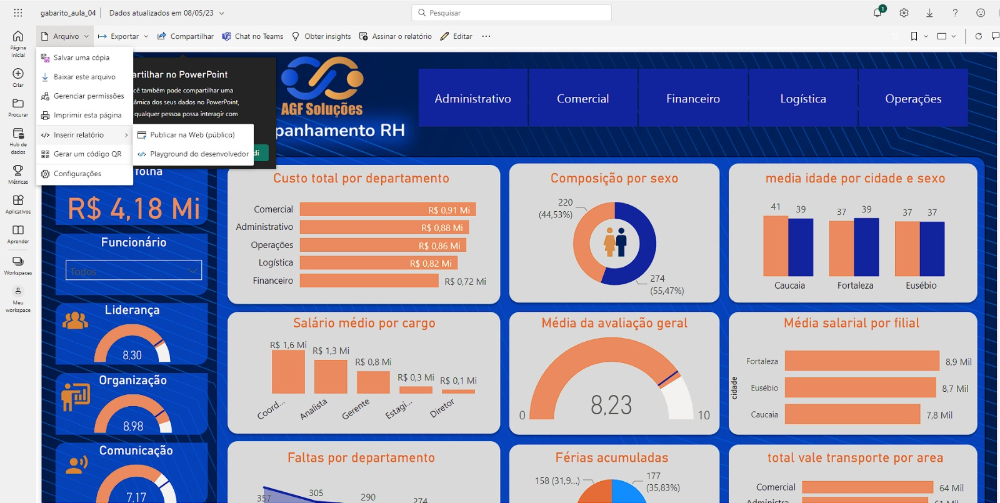 gabarito_aula_04
Dados atualizados em 08/05/23
Pesquisar
1
?
Arquivo
Exportar
Compartilhar
Chat no Teams
Obter insights
Assinar o relatório
Editar
Página
Inicial
Criar
Procurar
Hub de
dados
Métricas
Aplicativos
Aprender
Workspaces
Meu
workspace
Salvar uma cópia
Baixar este arquivo
Gerenciar permissões
Imprimir esta página
Inserir relatório
Gerar um código QR
Configurações
Publicar na Web (público)
Playground do desenvolvedor
artilhar no PowerPoint
cê também pode compartilhar uma
âmica dos seus dados no PowerPoint,
qualquer pessoa possa interagir com
di
AGF Soluções
panhamento RH
Administrativo
Comercial
Financeiro
Logística
Operações
folha
R$ 4,18 Mi
Funcionário
Todos
Liderança
8,30
Organização
8,98
Comunicação
7,17
Custo total por departamento
Comercial R$ 0,91 Mi
Administrativo R$ 0,88 Mi
Operações R$ 0,86 Mi
Logística R$ 0,82 Mi
Financeiro R$ 0,72 Mi
Composição por sexo
220
(44,53%)
274
(55,47%)
media idade por cidade e sexo
41 39 37 39 37 37
Caucaia Fortaleza Eusébio
Salário médio por cargo
R$ 1,6 Mi R$ 1,3 Mi R$ 0,8 Mi R$ 0,3 Mi R$ 0,1 Mi
Coord... Analista Gerente Estagi... Diretor
Média da avaliação geral
8,23
0 10
Média salarial por filial
cidade
Fortaleza 8,9 Mil
Eusébio 8,7 Mil
Caucaia 7,8 Mil
Faltas por departamento
357 305 290 274
Férias acumuladas
158 (31,9...)
177
(35,83%)
total vale transporte por area
Comercial 64 Mil
Administra... 61 Mil